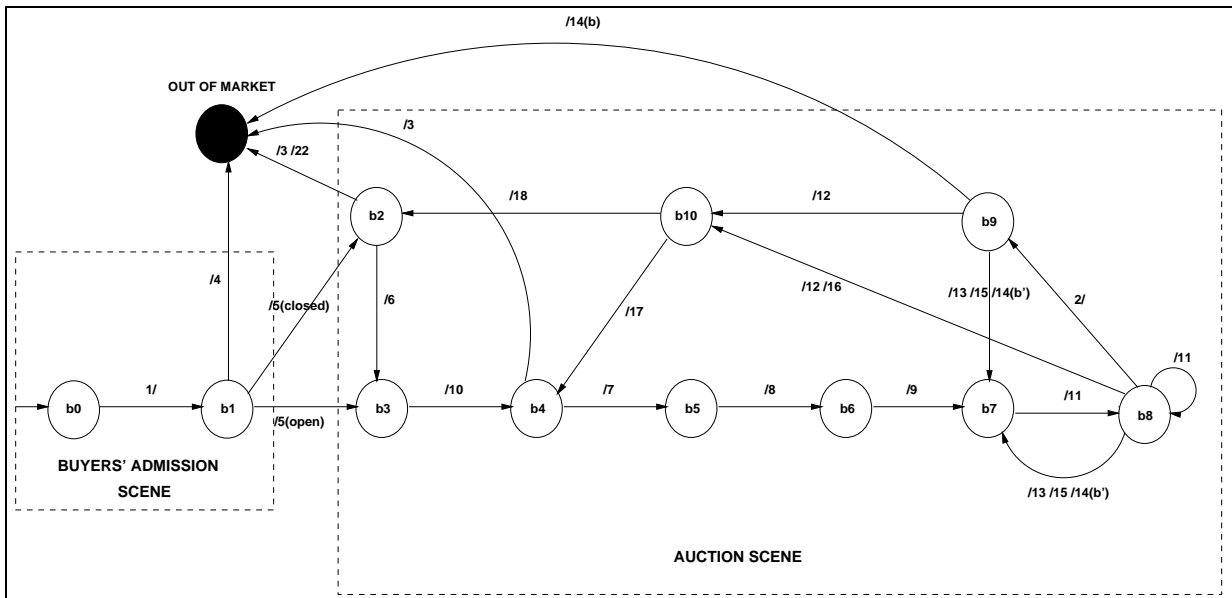 /14(b)
OUT OF MARKET
/3
/3 /22
b2
/18
b10
/12
b9
/4
/5(closed)
/6
/12 /16
/13 /15 /14(b')
2/
/17
/11
b0
1/
b1
/5(open)
b3
/10
b4
/7
b5
/8
b6
/9
b7
/11
b8
BUYERS' ADMISSION
SCENE
/13 /15 /14(b')
AUCTION SCENE